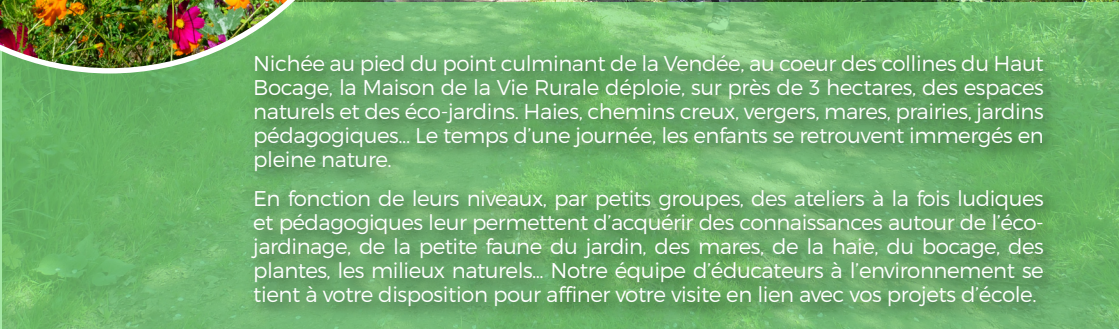 Nichée au pied du point culminant de la Vendée, au coeur des collines du Haut
Bocage, la Maison de la Vie Rurale déploie, sur près de 3 hectares, des espaces
naturels et des éco-jardins. Haies, chemins creux, vergers, mares, prairies, jardins
pédagogiques... Le temps d'une journée, les enfants se retrouvent immergés en
pleine nature.
En fonction de leurs niveaux, par petits groupes, des ateliers à la fois ludiques
et pédagogiques leur permettent d'acquérir des connaissances autour de l'éco-
jardinage, de la petite faune du jardin, des mares, de la haie, du bocage, des
plantes, les milieux naturels... Notre équipe d'éducateurs à l'environnement se
tient à votre disposition pour affiner votre visite en lien avec vos projets d'école.